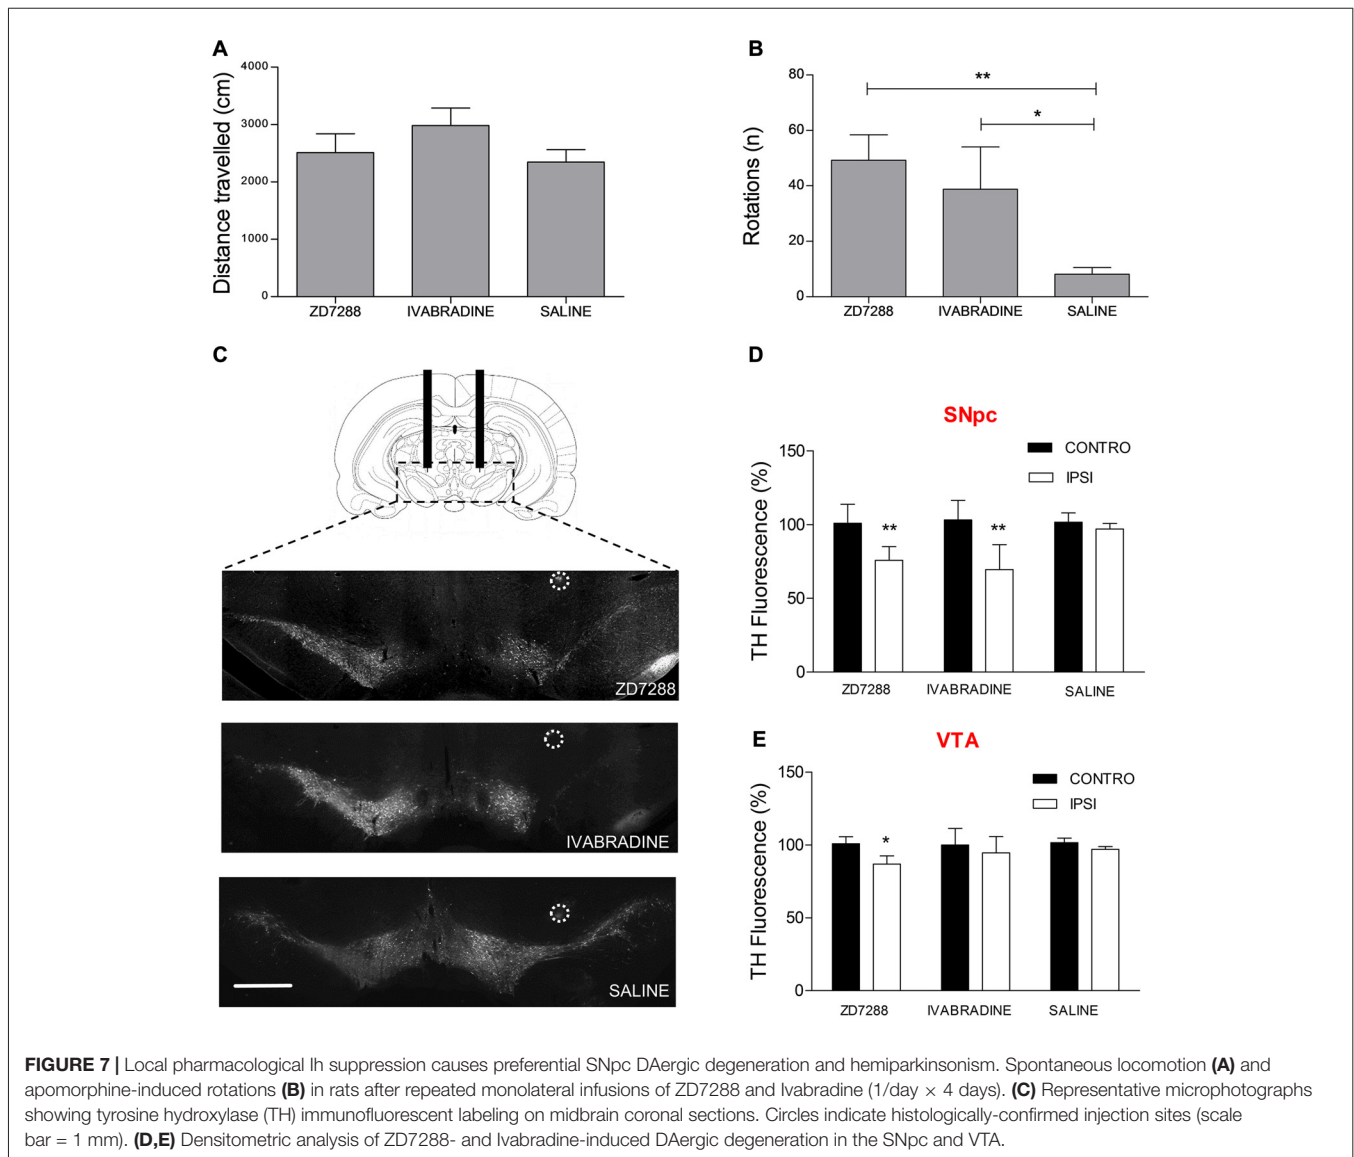 A
Distance travelled (cm)
4000
3000
2000
1000
0
ZD7288 IVABRADINE SALINE
B
Rotations (n)
80
60
40
20
0
**
*
ZD7288 IVABRADINE SALINE
C
ZD7288
IVABRADINE
SALINE
D
SNpc
CONTRO
IPSI
TH Fluorescence (%)
150
100
50
0
** **
ZD7288 IVABRADINE SALINE
E
VTA
CONTRO
IPSI
TH Fluorescence (%)
150
100
50
0
*
ZD7288 IVABRADINE SALINE
FIGURE 7 | Local pharmacological Ih suppression causes preferential SNpc DAergic degeneration and hemiparkinsonism. Spontaneous locomotion (A) and
apomorphine-induced rotations (B) in rats after repeated monolateral infusions of ZD7288 and Ivabradine (1/day × 4 days). (C) Representative microphotographs
showing tyrosine hydroxylase (TH) immunofluorescent labeling on midbrain coronal sections. Circles indicate histologically-confirmed injection sites (scale
bar = 1 mm). (D,E) Densitometric analysis of ZD7288- and Ivabradine-induced DAergic degeneration in the SNpc and VTA.